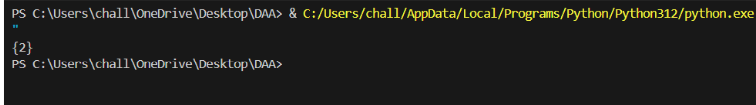 PS C:\Users\chall\OneDrive\Desktop\DAA> & C:/Users/chall/AppData/Local/Programs/Python/Python312/python.exe
"
{2}
PS C:\Users\chall\OneDrive\Desktop\DAA>